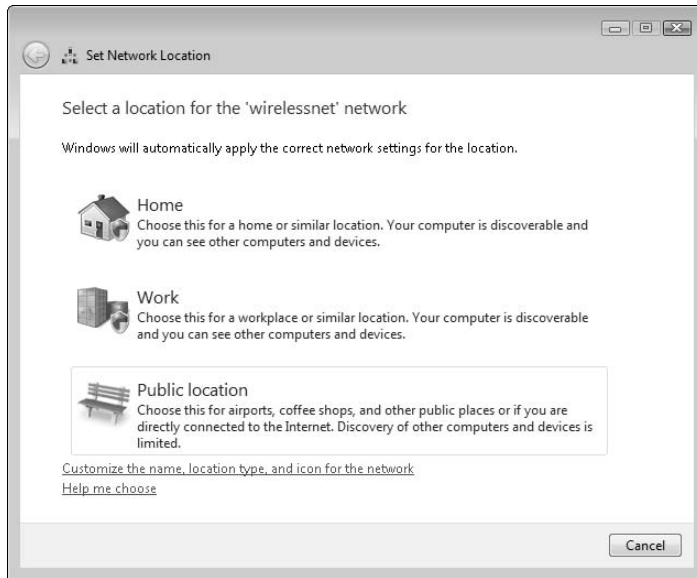 Set Network Location
Select a location for the 'wirelessnet' network
Windows will automatically apply the correct network settings for the location.
Home
Choose this for a home or similar location. Your computer is discoverable and
you can see other computers and devices.
Work
Choose this for a workplace or similar location. Your computer is discoverable
and you can see other computers and devices.
Public location
Choose this for airports, coffee shops, and other public places or if you are
directly connected to the Internet. Discovery of other computers and devices is
limited.
Customize the name, location type, and icon for the network
Help me choose
Cancel